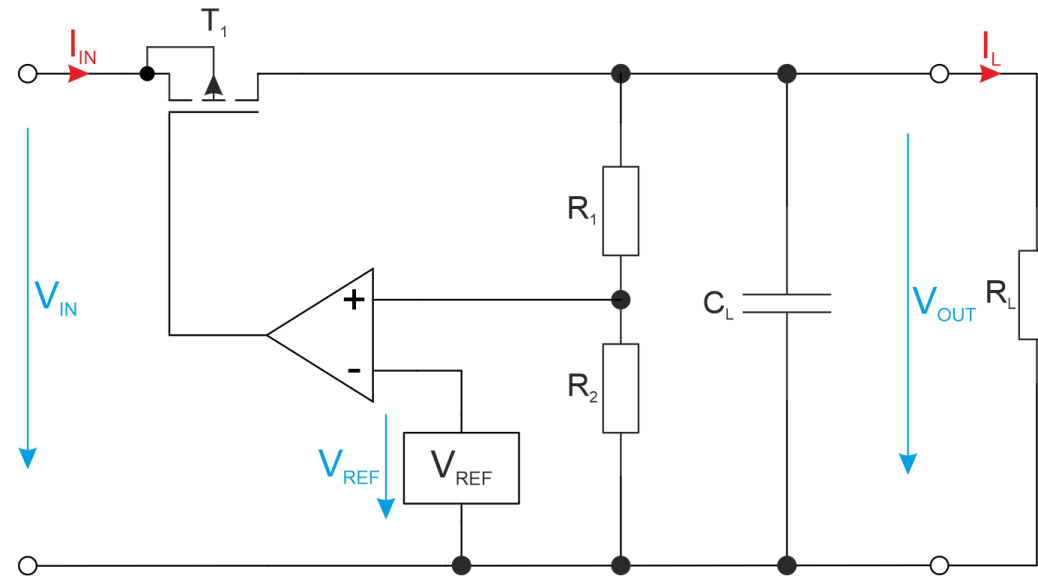 T1
IIN
IL
R1
+
VIN
CL
VOUT
RL
-
R2
VREF
VREF